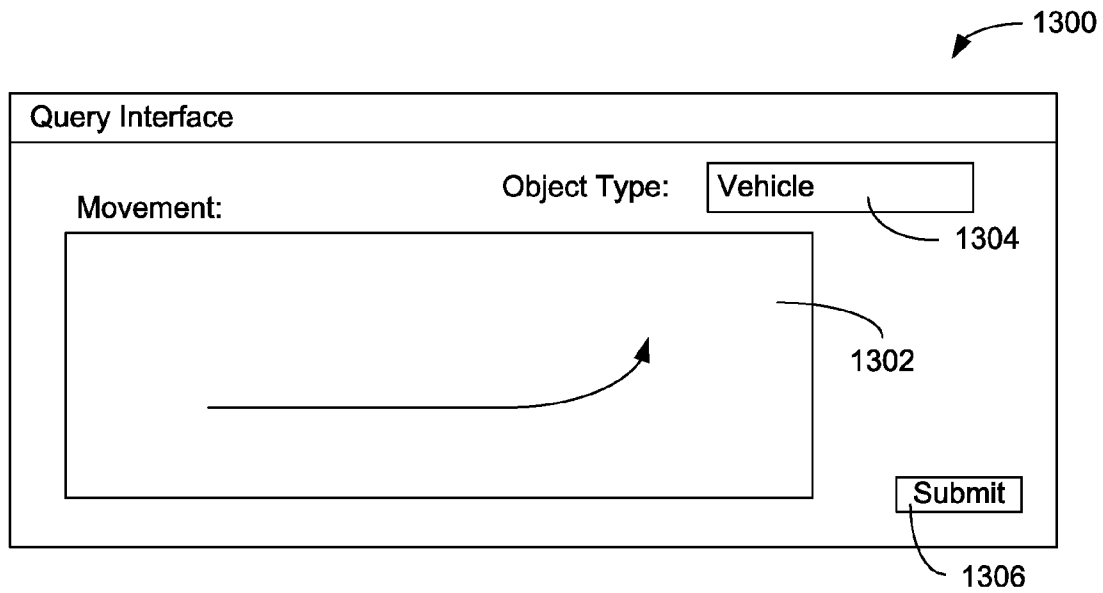 1300
Query Interface
Object Type: Vehicle
Movement:
1304
1302
Submit
1306